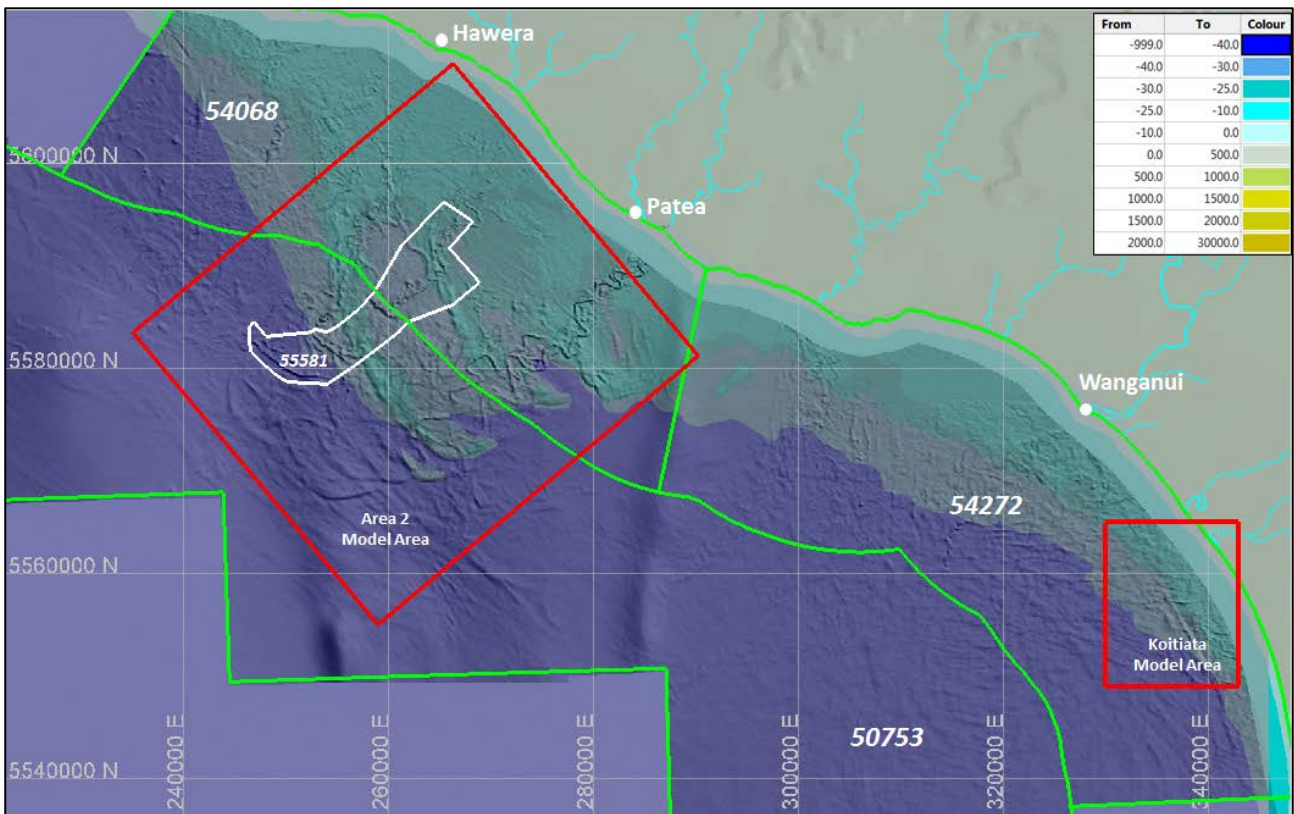 From To Colour
-999.0 -40.0
-40.0 -30.0
-30.0 -25.0
-25.0 -10.0
-10.0 0.0
0.0 500.0
500.0 1000.0
1000.0 1500.0
1500.0 2000.0
2000.0 30000.0
Hawera
54068
5600000 N
Patea
55581
5580000 N
Wanganui
54272
Area 2
Model Area
5560000 N
Koitiata
Model Area
50753
5540000 N
240000 E
260000 E
280000 E
300000 E
320000 E
340000 E